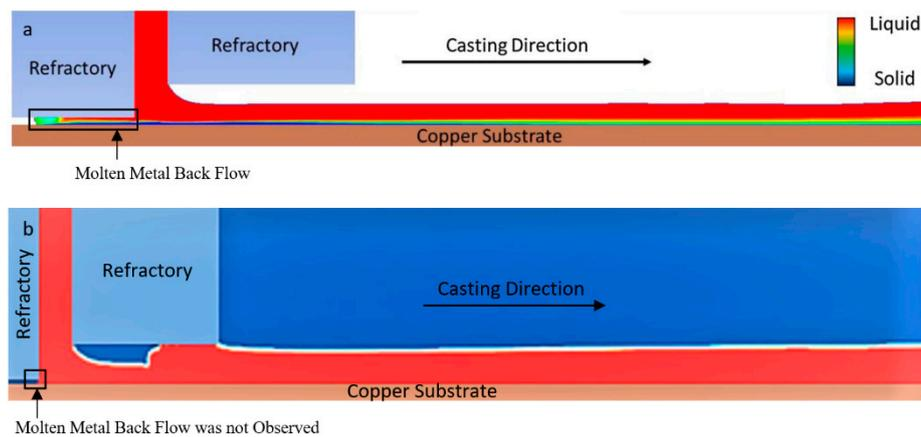 a
Refractory
Refractory
Casting Direction
Liquid
Solid
Copper Substrate
Molten Metal Back Flow
b
Refractory
Refractory
Casting Direction
Copper Substrate
Molten Metal Back Flow was not Observed